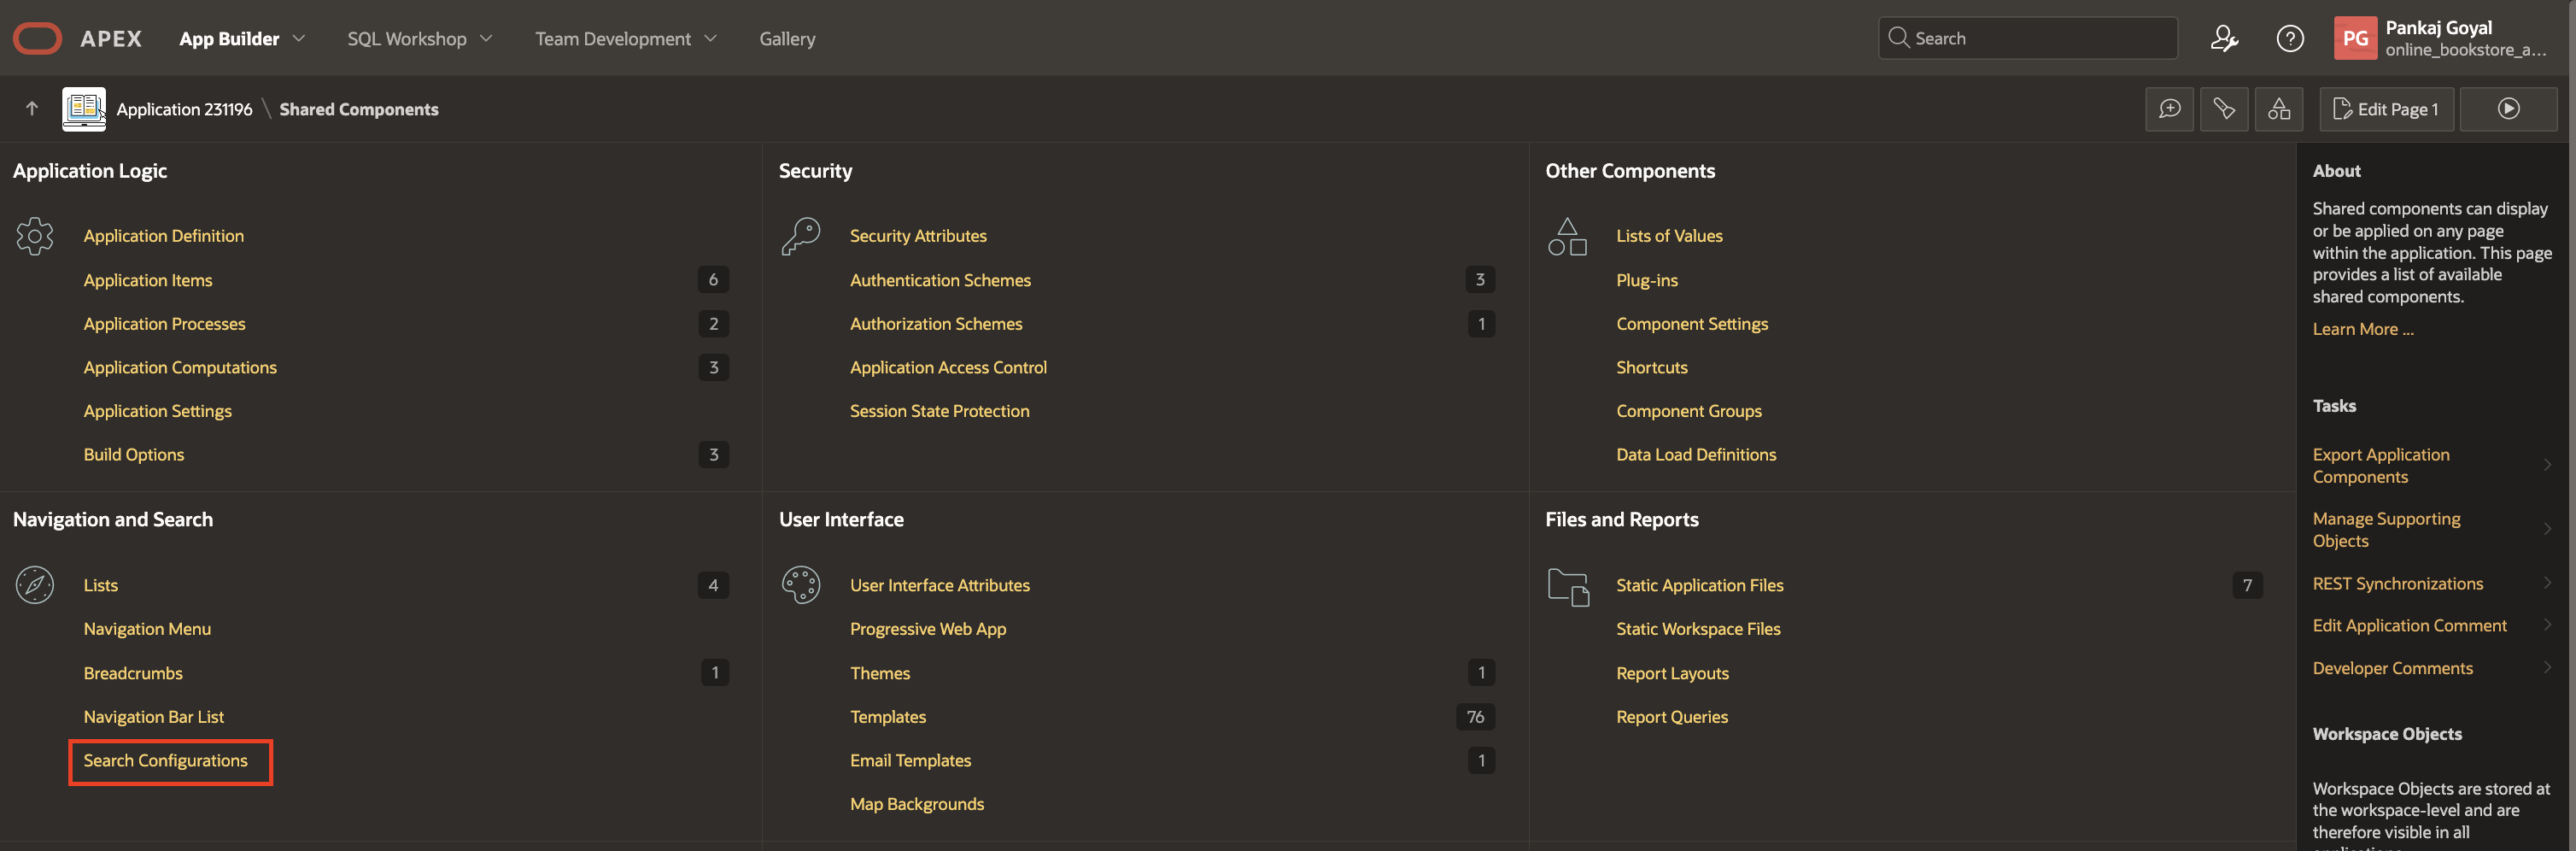 APEX App Builder SQL Workshop Team Development Gallery Search PG Pankaj Goyal
online_bookstore_a...
Application 231196 \ Shared Components Edit Page 1
Application Logic
Application Definition
Application Items 6
Application Processes 2
Application Computations 3
Application Settings
Build Options 3
Security
Security Attributes
Authentication Schemes 3
Authorization Schemes 1
Application Access Control
Session State Protection
Other Components
Lists of Values
Plug-ins
Component Settings
Shortcuts
Component Groups
Data Load Definitions
Navigation and Search
Lists 4
Navigation Menu
Breadcrumbs 1
Navigation Bar List
Search Configurations
User Interface
User Interface Attributes
Progressive Web App
Themes 1
Templates 76
Email Templates 1
Map Backgrounds
Files and Reports
Static Application Files 7
Static Workspace Files
Report Layouts
Report Queries
About
Shared components can display
or be applied on any page
within the application. This page
provides a list of available
shared components.
Learn More ...
Tasks
Export Application
Components
Manage Supporting
Objects
REST Synchronizations
Edit Application Comment
Developer Comments
Workspace Objects
Workspace Objects are stored at
the workspace-level and are
therefore visible in all